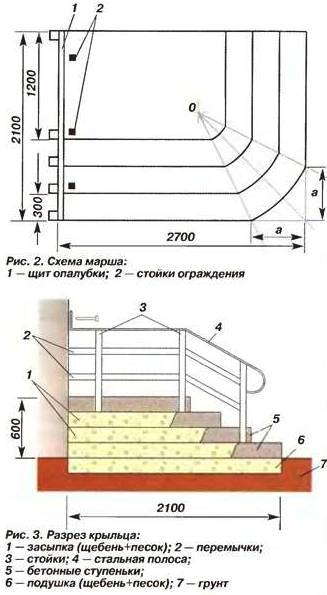 1 2
1200
2100
300
О
а
а
2700
Рис. 2. Схема марша:
1 — щит опалубки; 2 — стойки ограждения
3
4
2
1
600
5
6
7
2100
Рис. 3. Разрез крыльца:
1 — засыпка (щебень+песок); 2 — перемычки;
3 — стойки; 4 — стальная полоса;
5 — бетонные ступеньки;
6 — подушка (щебень+песок); 7 — грунт